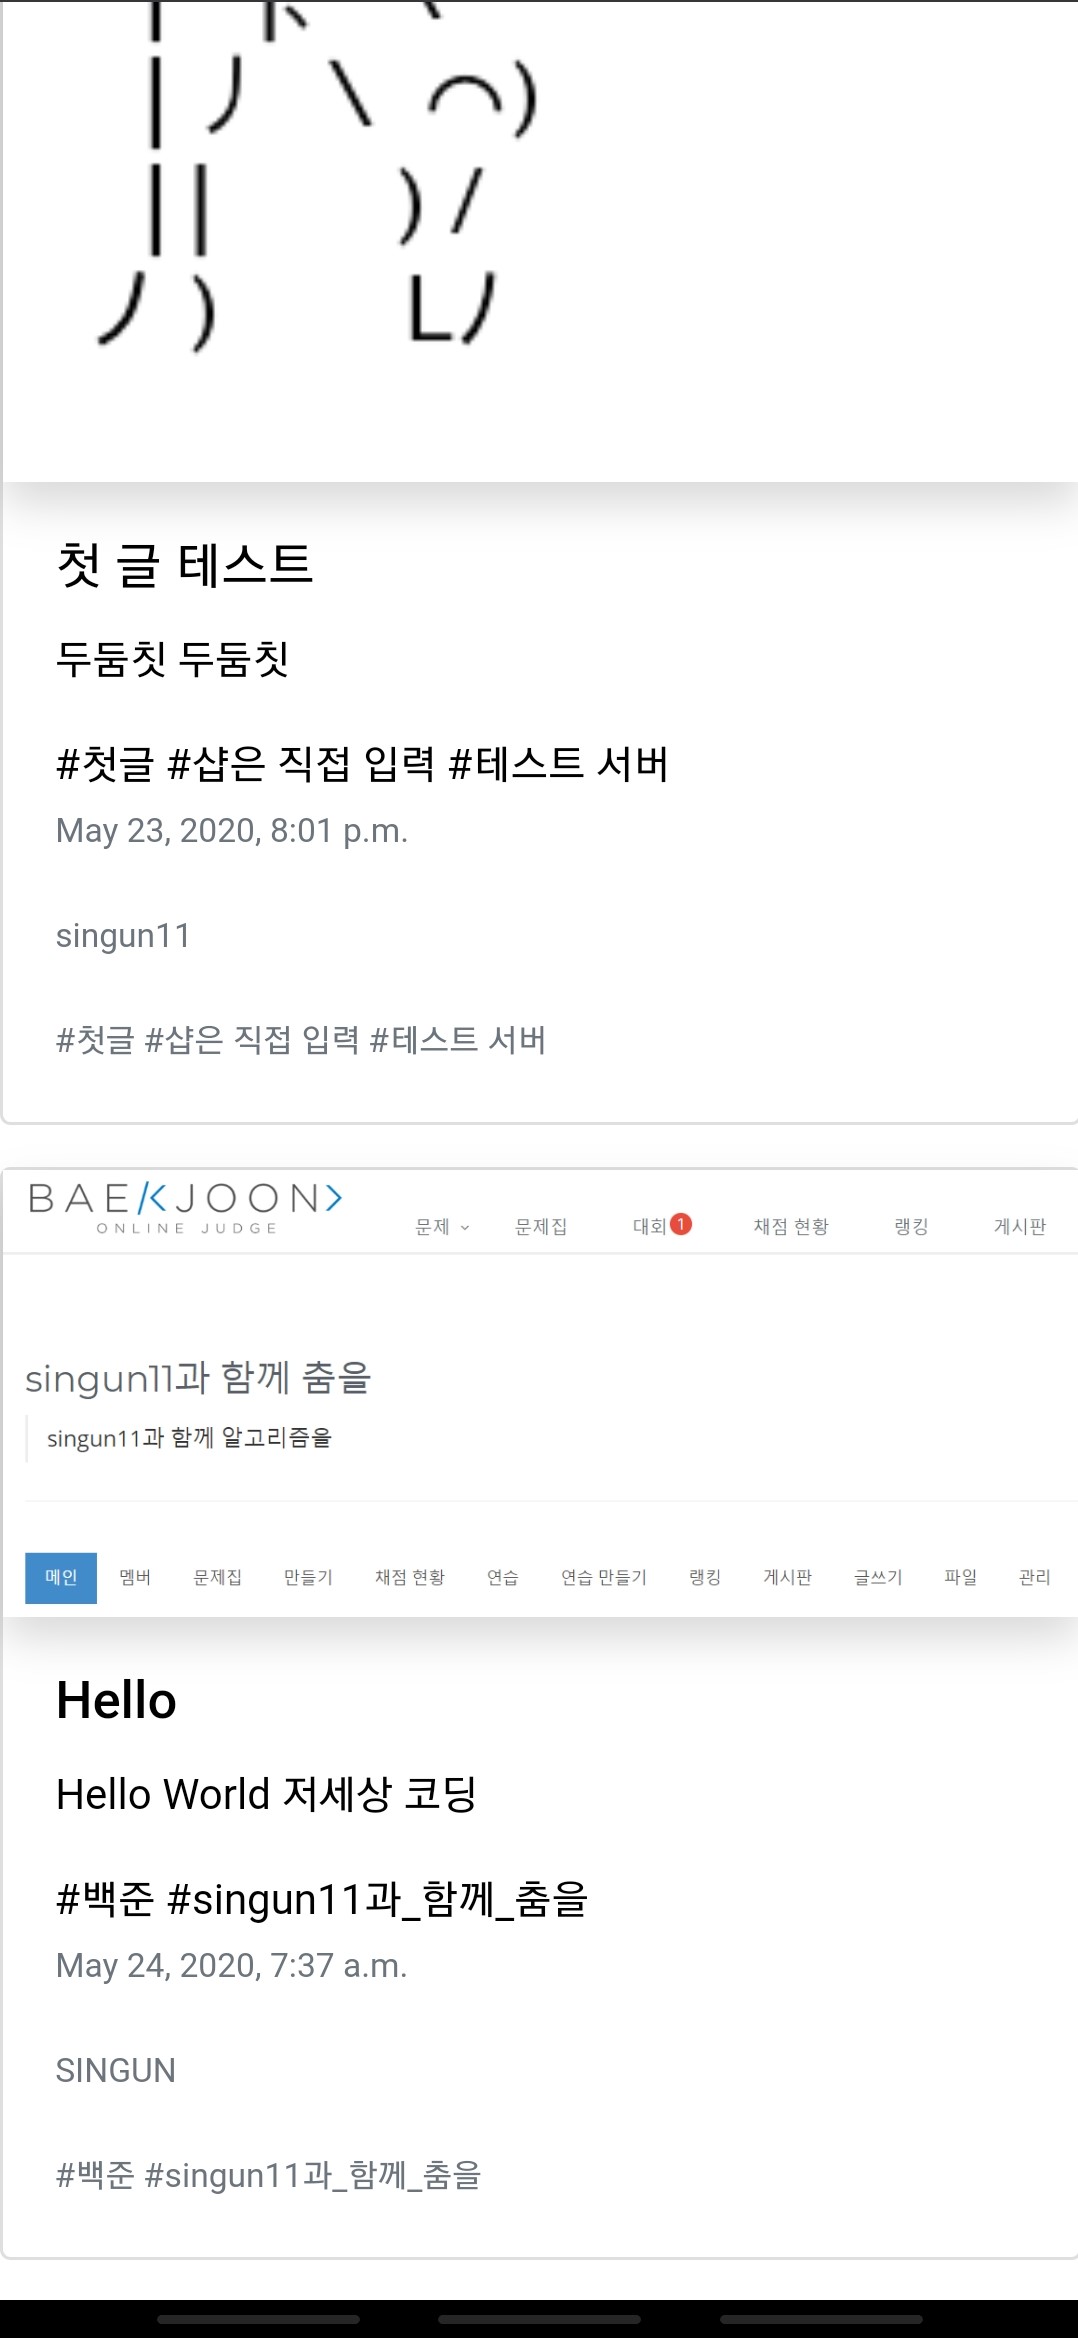 첫 글 테스트
두둠칫 두둠칫
#첫글 #샵은 직접 입력 #테스트 서버
May 23, 2020, 8:01 p.m.
singun11
#첫글 #샵은 직접 입력 #테스트 서버
BAEKJOON>
ONLINE JUDGE
문제 문제집 대회 1 채점 현황 랭킹 게시판
singun11과 함께 춤을
singun11과 함께 알고리즘을
메인 멤버 문제집 만들기 채점 현황 연습 연습 만들기 랭킹 게시판 글쓰기 파일 관리
Hello
Hello World 저세상 코딩
#백준 #singun11과_함께_춤을
May 24, 2020, 7:37 a.m.
SINGUN
#백준 #singun11과_함께_춤을